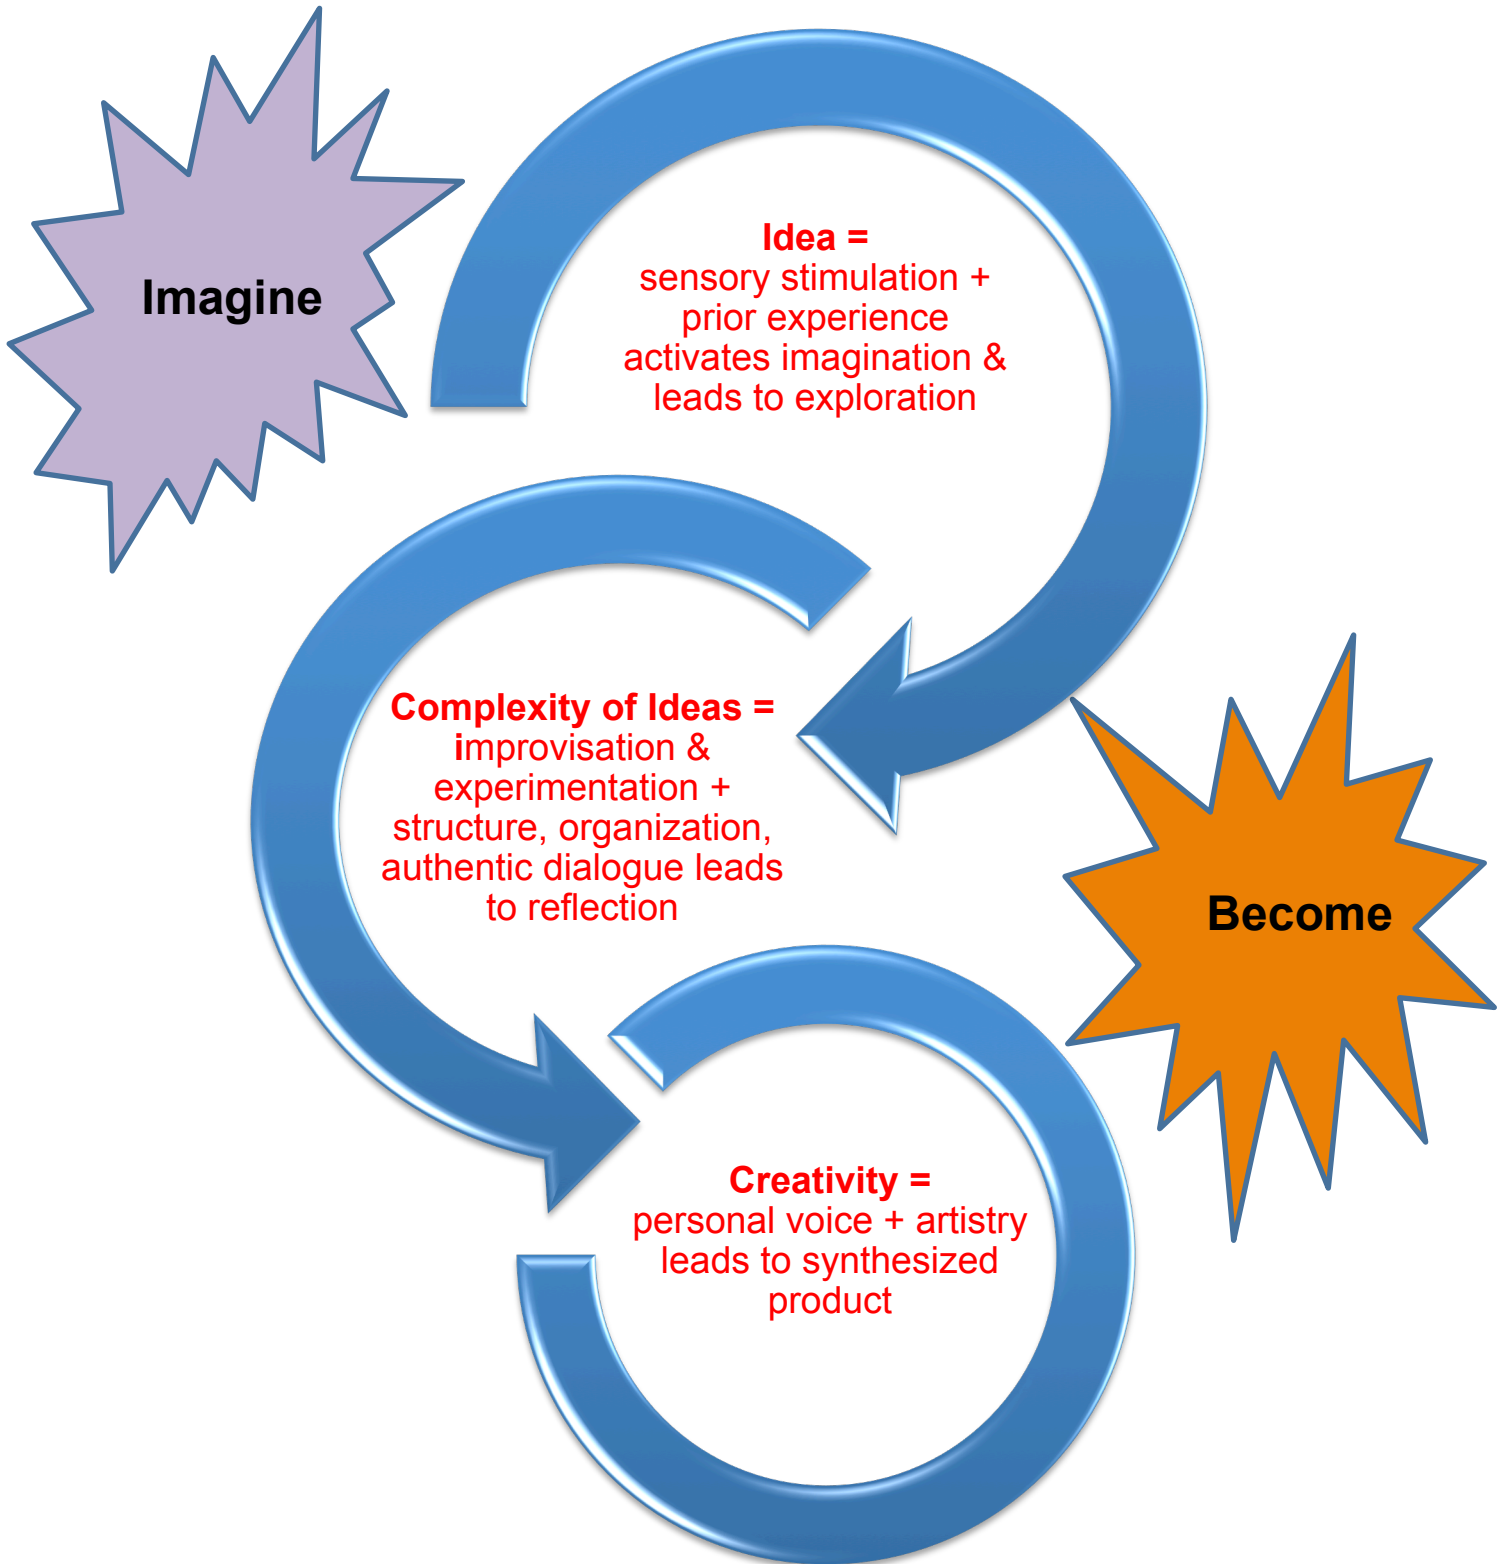 Imagine
Idea =
sensory stimulation +
prior experience
activates imagination &
leads to exploration
Complexity of Ideas =
improvisation &
experimentation +
structure, organization,
authentic dialogue leads
to reflection
Become
Creativity =
personal voice + artistry
leads to synthesized
product